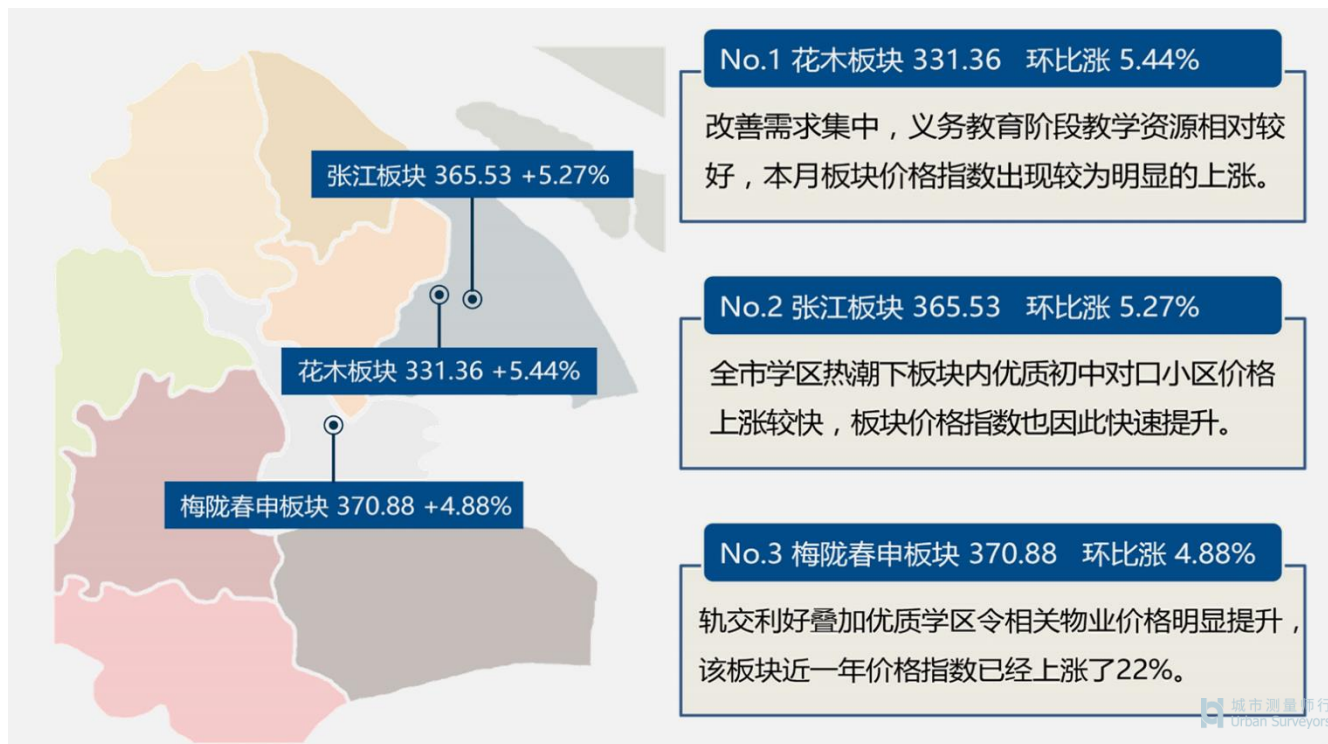 张江板块 365.53 +5.27%
花木板块 331.36 +5.44%
梅陇春申板块 370.88 +4.88%
No.1 花木板块 331.36 环比涨 5.44%
改善需求集中，义务教育阶段教学资源相对较
好，本月板块价格指数出现较为明显的上涨。
No.2 张江板块 365.53 环比涨 5.27%
全市学区热潮下板块内优质初中对口小区价格
上涨较快，板块价格指数也因此快速提升。
No.3 梅陇春申板块 370.88 环比涨 4.88%
轨交利好叠加优质学区令相关物业价格明显提升，
该板块近一年价格指数已经上涨了22%。
城市测量师行
Urban Surveyors